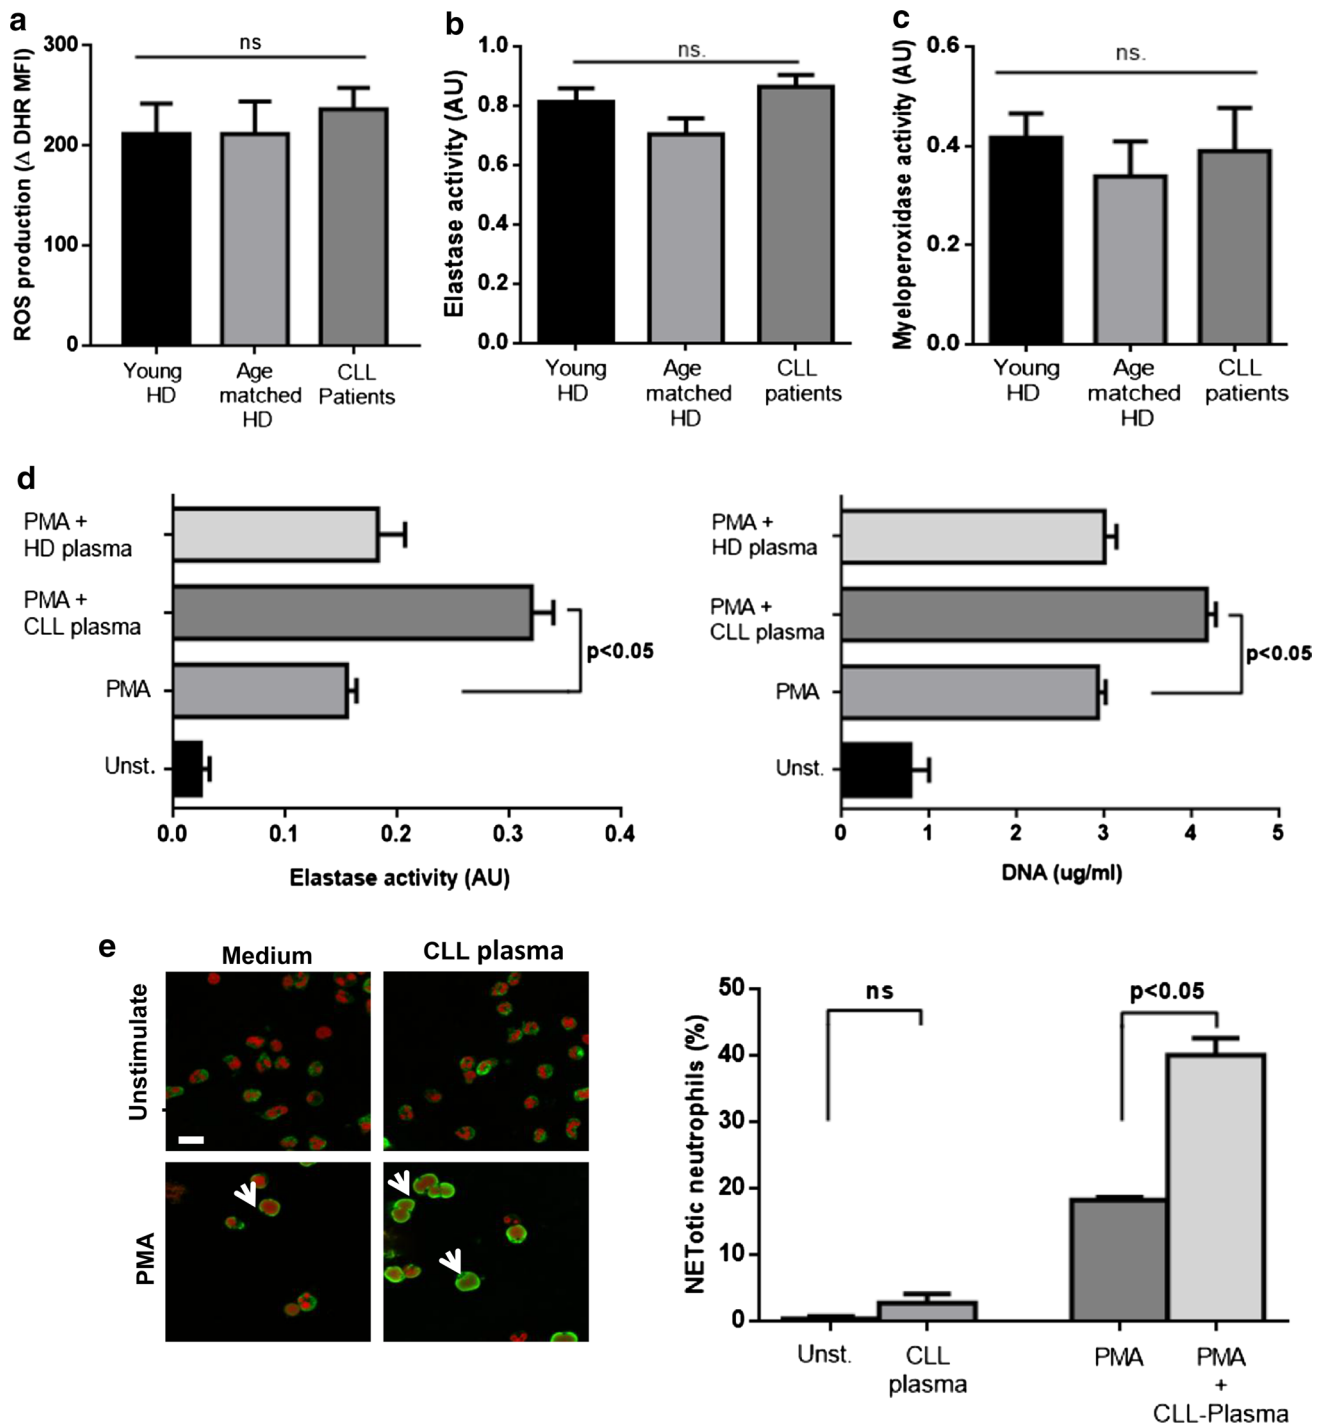 a
ROS production (Δ DHR MFI)
300
200
100
0
ns
Young
HD
Age
matched
HD
CLL
Patients
b
Elastase activity (AU)
1.0
0.8
0.6
0.4
0.2
0.0
ns.
Young
HD
Age
matched
HD
CLL
patients
c
Myeloperoxidase activity (AU)
0.6
0.4
0.2
0.0
ns.
Young
HD
Age
matched
HD
CLL
patients
d
PMA +
HD plasma
PMA +
CLL plasma
PMA
Unst.
p<0.05
0.0 0.1 0.2 0.3 0.4
Elastase activity (AU)
PMA +
HD plasma
PMA +
CLL plasma
PMA
Unst.
p<0.05
0 1 2 3 4 5
DNA (ug/ml)
e
Medium
CLL plasma
Unstimulate
PMA
NETotic neutrophils (%)
50
40
30
20
10
0
ns
p<0.05
Unst.
CLL
plasma
PMA
PMA
+
CLL-Plasma